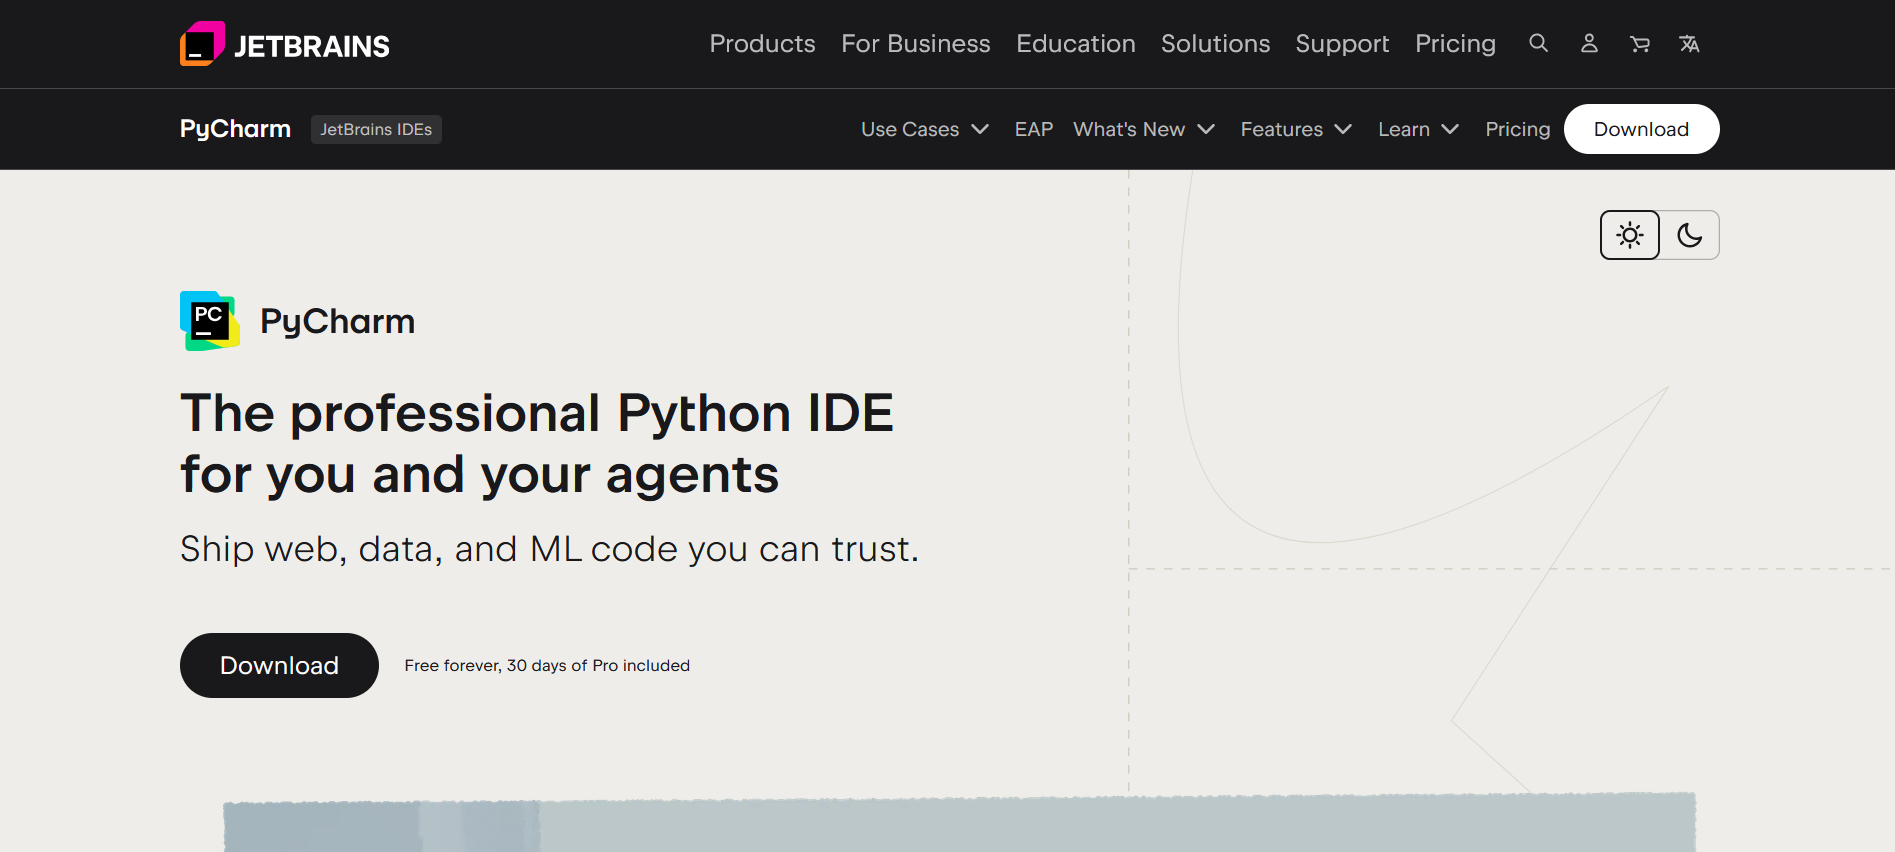 JETBRAINS
Products For Business Education Solutions Support Pricing
PyCharm JetBrains IDEs
Use Cases EAP What's New Features Learn Pricing Download
PC
PyCharm
The professional Python IDE
for you and your agents
Ship web, data, and ML code you can trust.
Download Free forever, 30 days of Pro included